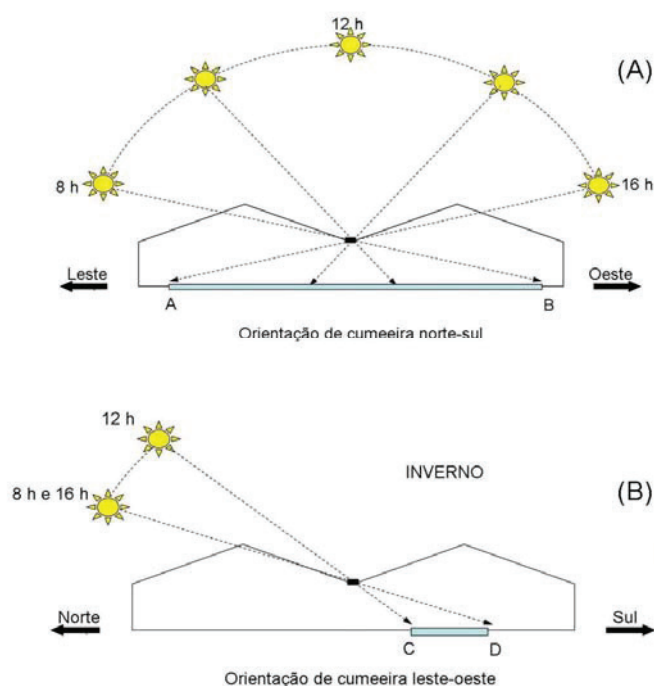 12 h
(A)
8 h
16 h
Leste
Oeste
A
B
Orientação de cumeeira norte-sul
12 h
INVERNO
8 h e 16 h
(B)
Norte
Sul
C
D
Orientação de cumeeira leste-oeste